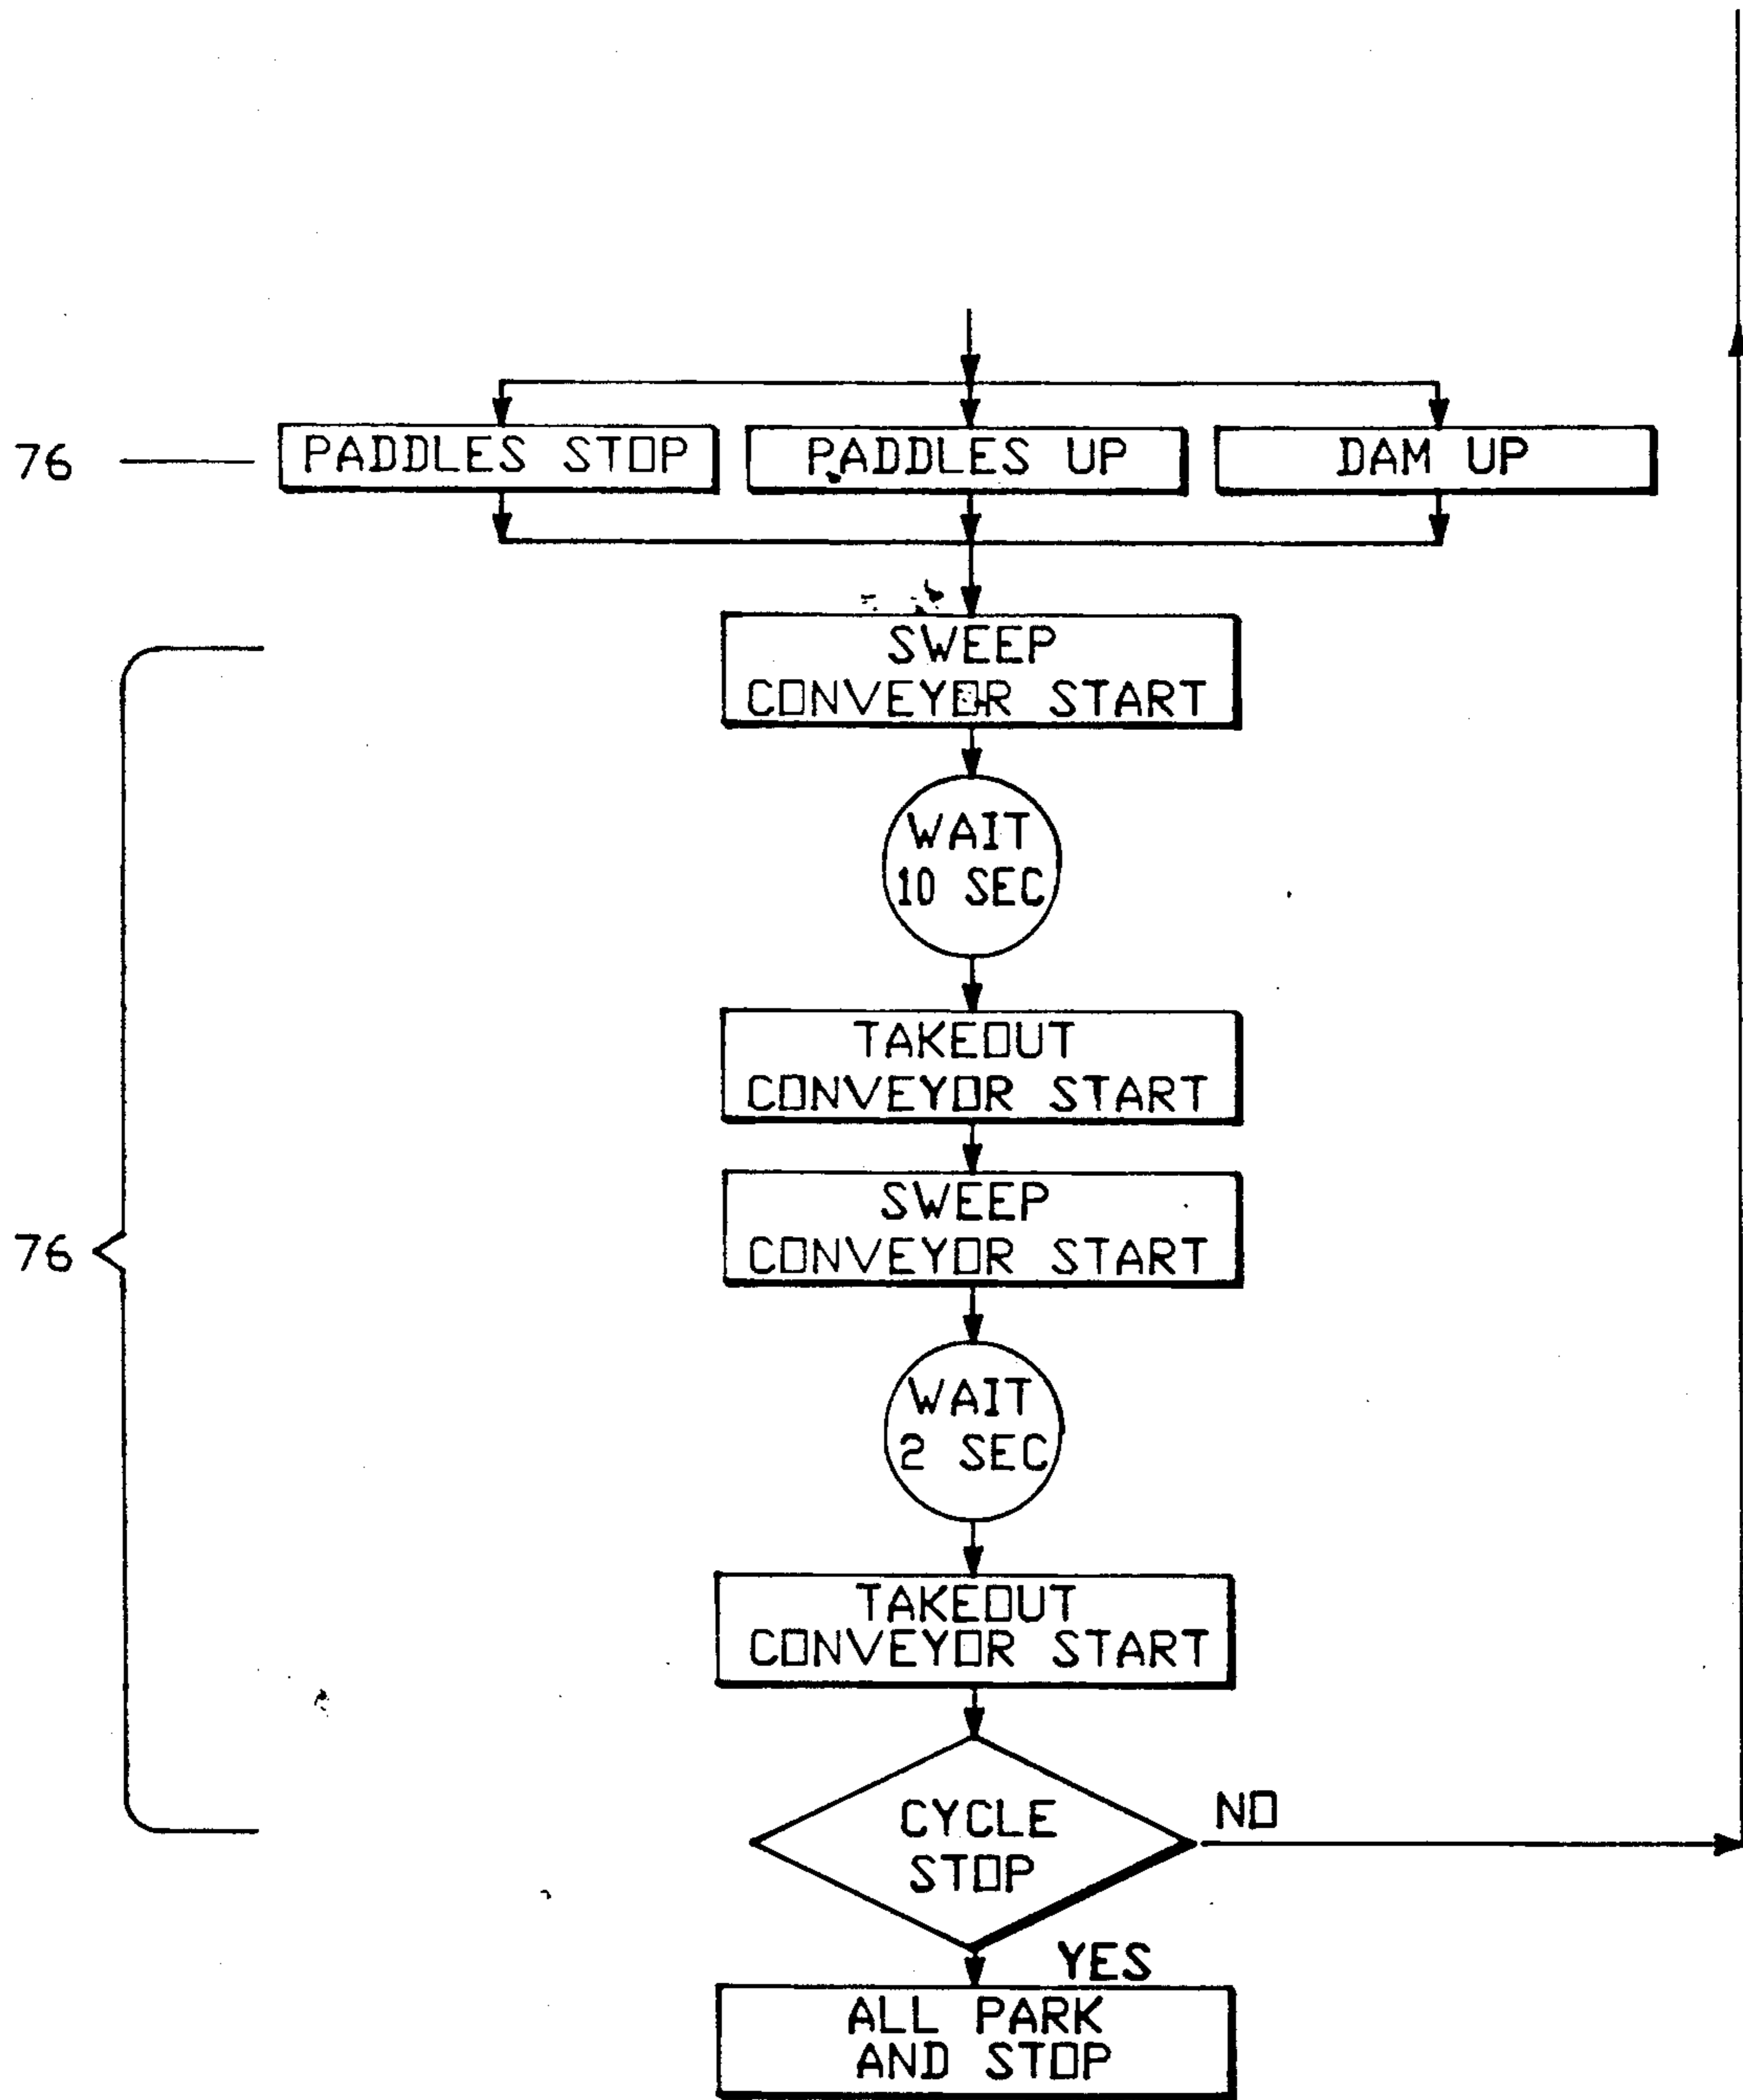 76
PADDLES STOP
PADDLES UP
DAM UP
SWEEP
CONVEYOR START
WAIT
10 SEC
TAKEOUT
CONVEYOR START
SWEEP
CONVEYOR START
76
WAIT
2 SEC
TAKEOUT
CONVEYOR START
CYCLE
STOP
NO
YES
ALL PARK
AND STOP